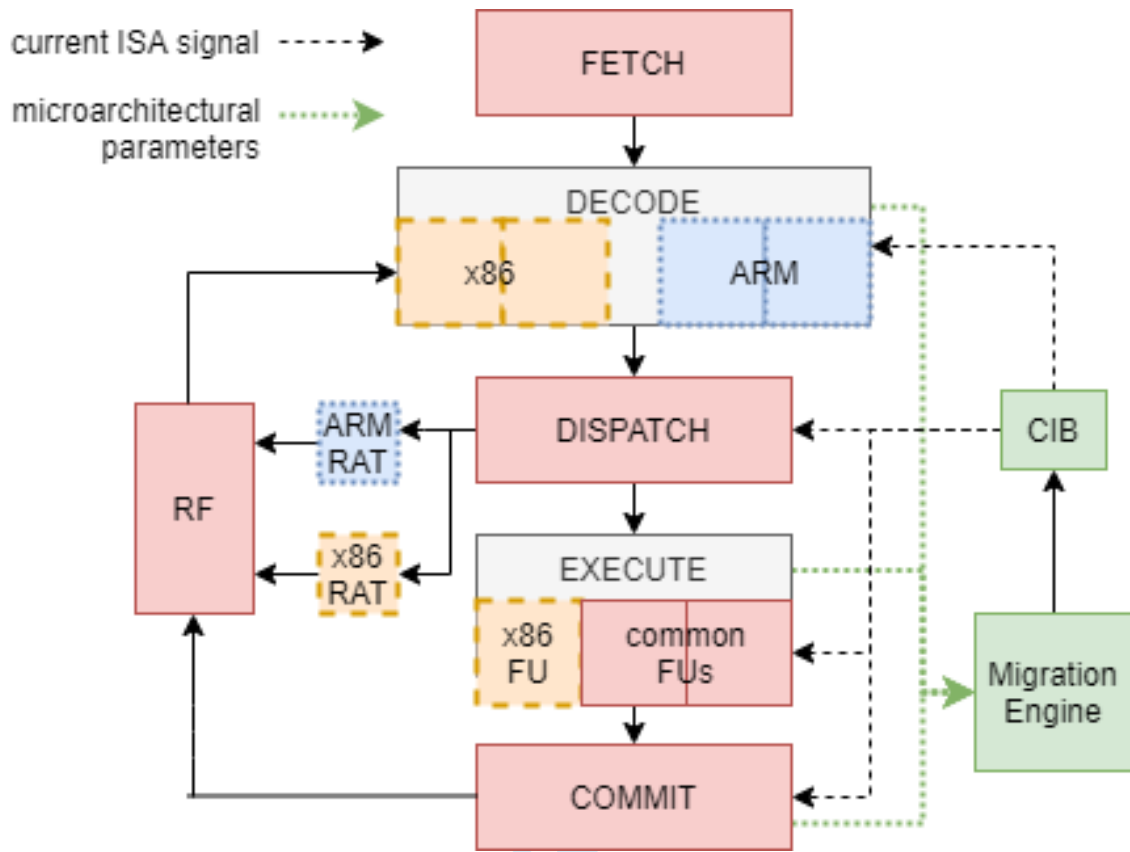 current ISA signal
microarchitectural
parameters
FETCH
DECODE
x86
ARM
ARM
RAT
DISPATCH
CIB
RF
x86
RAT
EXECUTE
x86
FU
common
FUs
Migration
Engine
COMMIT